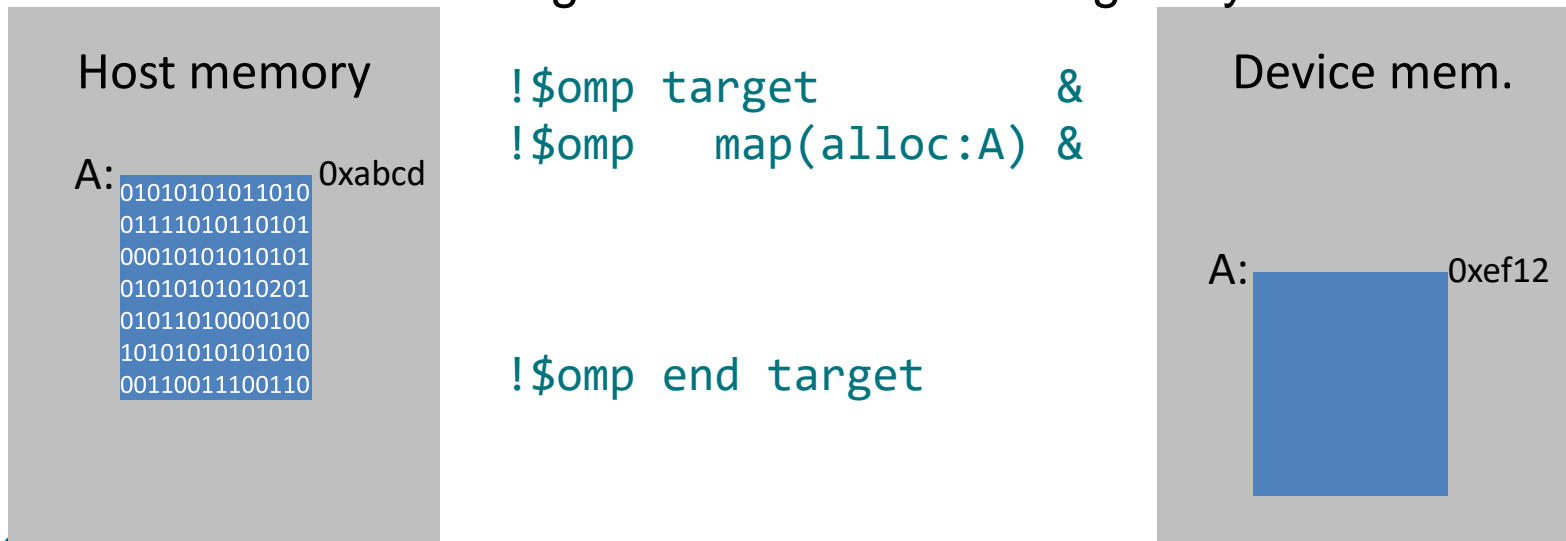 Host memory
A:
0xabcd
01010101011010
01111010110101
00010101010101
01010101010201
01011010000100
10101010101010
00110011100110
!$omp target &
!$omp map(alloc:A) &
!$omp end target
Device mem.
A:
0xef12